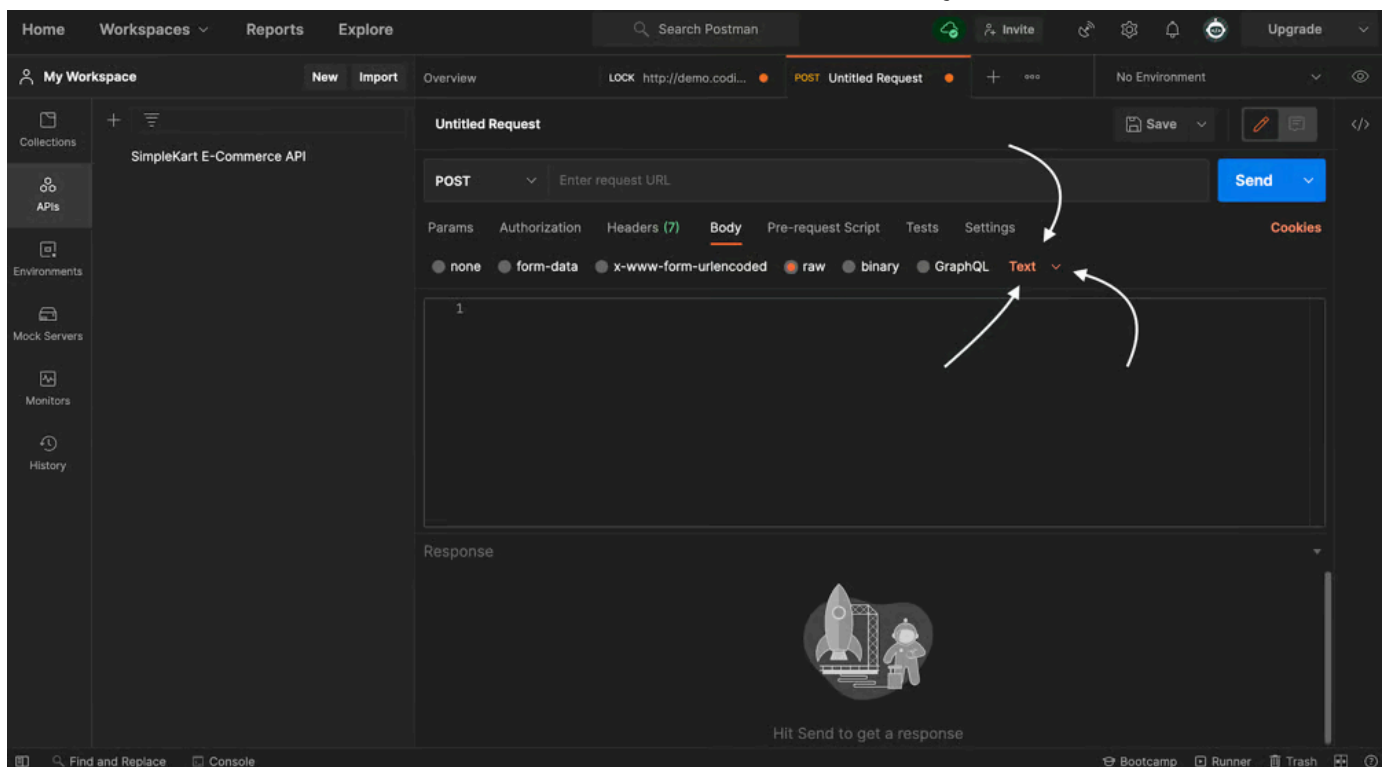 Home Workspaces Reports Explore Search Postman Invite Upgrade
My Workspace New Import Overview LOCK http://demo.codi... POST Untitled Request No Environment
Collections
SimpleKart E-Commerce API
Untitled Request Save </>
APIs
POST Enter request URL Send
Params Authorization Headers (7) Body Pre-request Script Tests Settings Cookies
Environments
none form-data x-www-form-urlencoded raw binary GraphQL Text
1
Mock Servers
Monitors
History
Response
Hit Send to get a response
Find and Replace Console Bootcamp Runner Trash